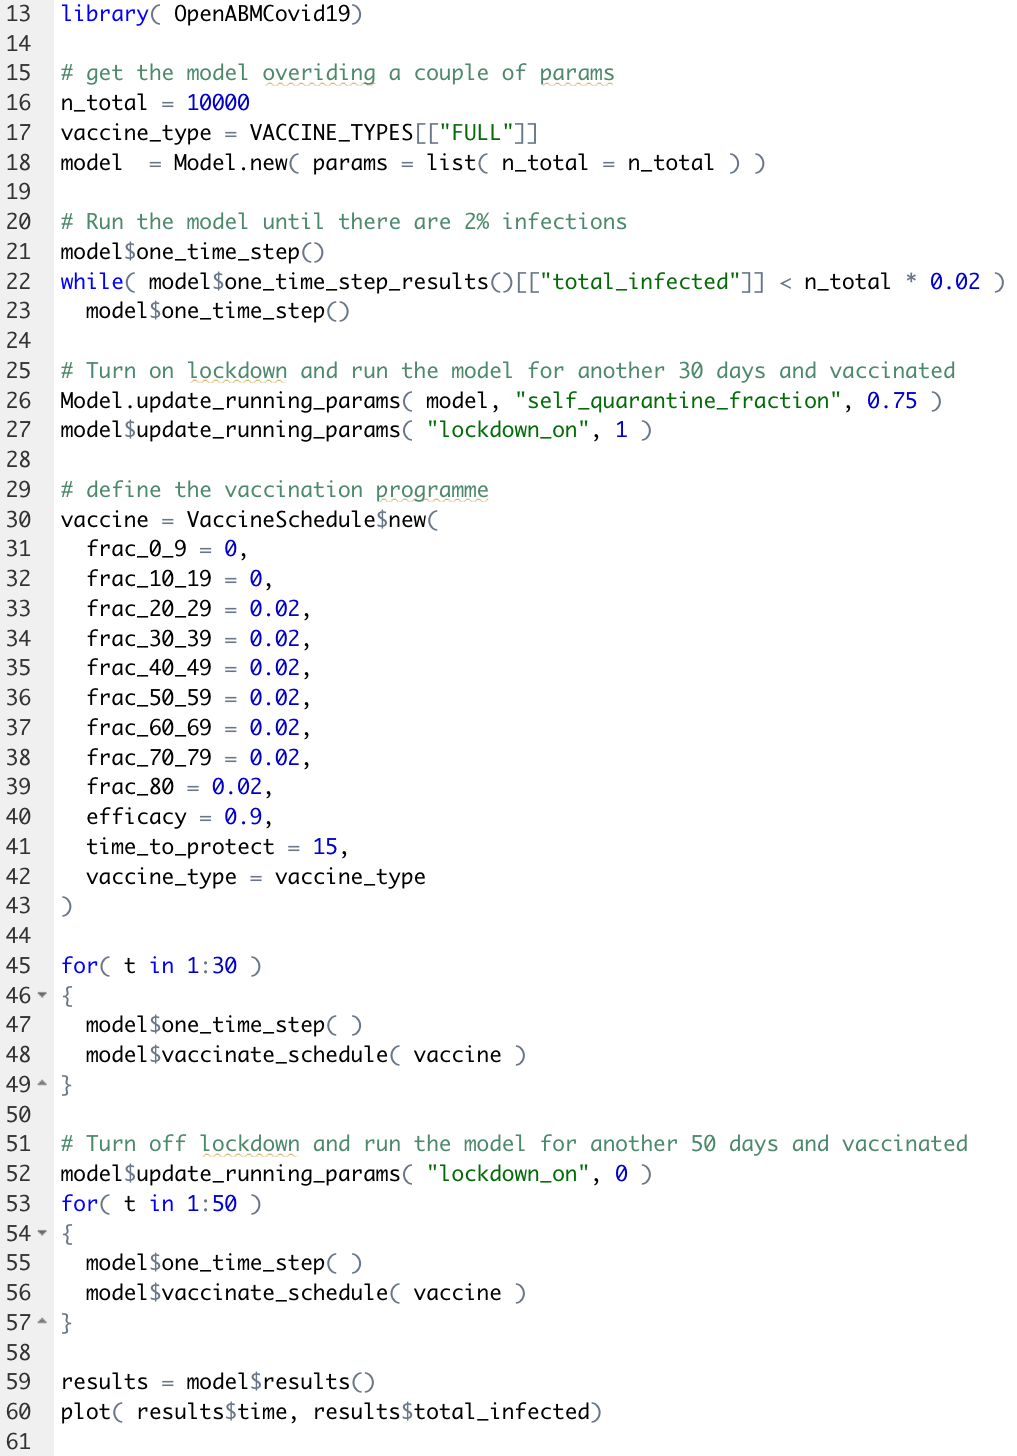 13 library( OpenABMCovid19)
14
15 # get the model overiding a couple of params
16 n_total = 10000
17 vaccine_type = VACCINE_TYPES[["FULL"]]
18 model  = Model.new( params = list( n_total = n_total ) )
19
20 # Run the model until there are 2% infections
21 model$one_time_step()
22 while( model$one_time_step_results()[["total_infected"]] < n_total * 0.02 )
23   model$one_time_step()
24
25 # Turn on lockdown and run the model for another 30 days and vaccinated
26 Model.update_running_params( model, "self_quarantine_fraction", 0.75 )
27 model$update_running_params( "lockdown_on", 1 )
28
29 # define the vaccination programme
30 vaccine = VaccineSchedule$new(
31   frac_0_9 = 0,
32   frac_10_19 = 0,
33   frac_20_29 = 0.02,
34   frac_30_39 = 0.02,
35   frac_40_49 = 0.02,
36   frac_50_59 = 0.02,
37   frac_60_69 = 0.02,
38   frac_70_79 = 0.02,
39   frac_80 = 0.02,
40   efficacy = 0.9,
41   time_to_protect = 15,
42   vaccine_type = vaccine_type
43 )
44
45 for( t in 1:30 )
46 {
47   model$one_time_step( )
48   model$vaccinate_schedule( vaccine )
49 }
50
51 # Turn off lockdown and run the model for another 50 days and vaccinated
52 model$update_running_params( "lockdown_on", 0 )
53 for( t in 1:50 )
54 {
55   model$one_time_step( )
56   model$vaccinate_schedule( vaccine )
57 }
58
59 results = model$results()
60 plot( results$time, results$total_infected)
61